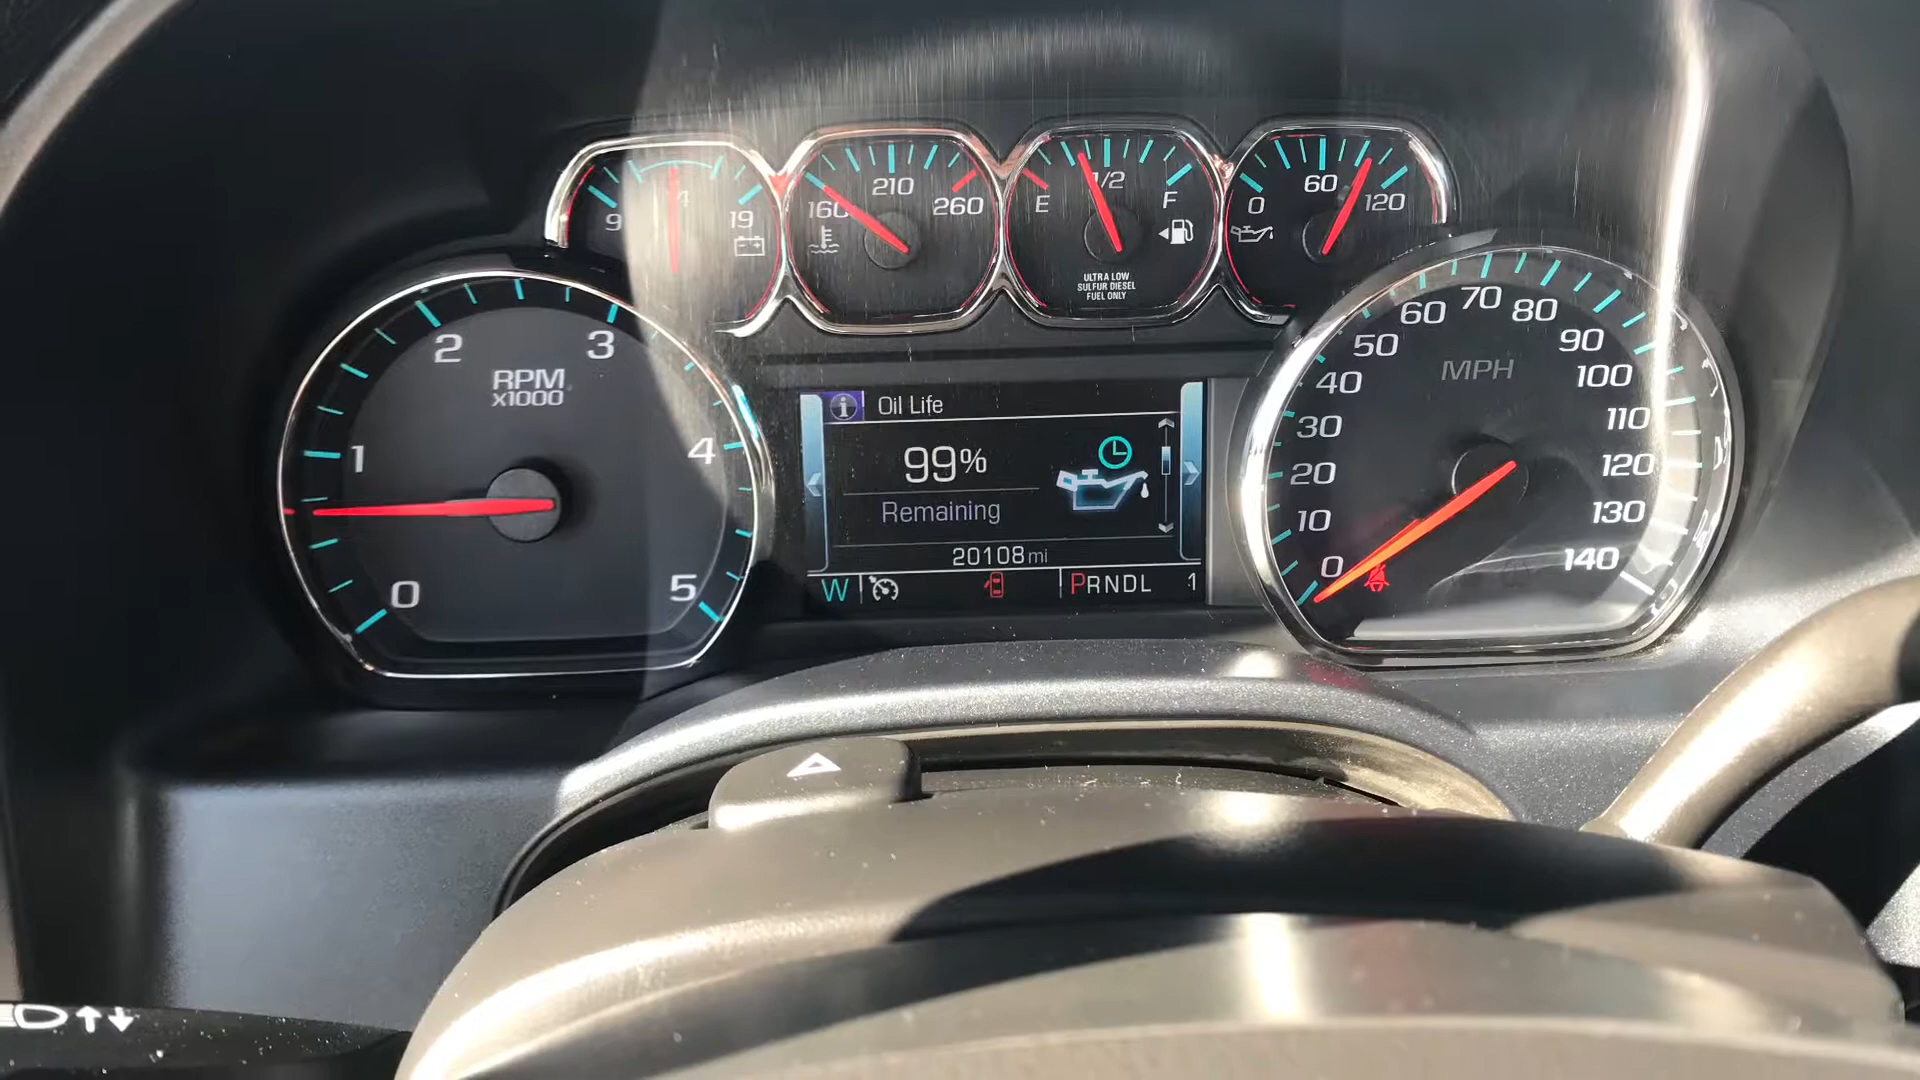 9 14 19
160 210 260
E 1/2 F
ULTRA LOW
SULFUR DIESEL
FUEL ONLY
0 60 120
0 1 2 3 4 5
RPM
x1000
i Oil Life
99%
Remaining
20108 mi
W PRNDL 1
0 10 20 30 40 50 60 70 80 90 100 110 120 130 140
MPH